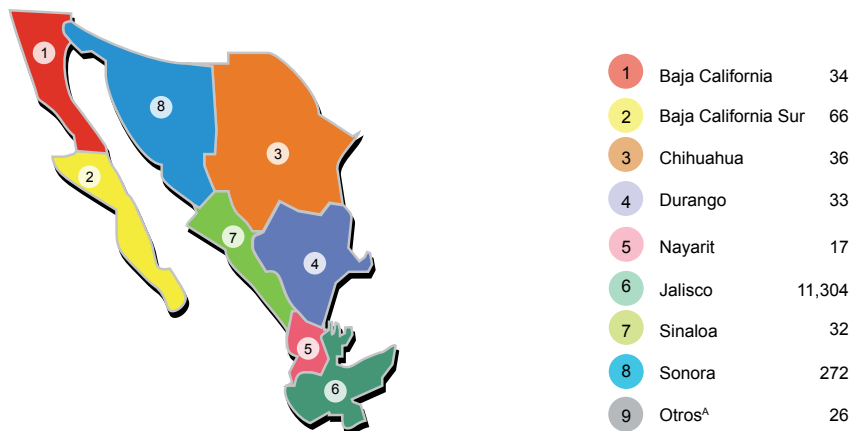 1
8
3
2
7
4
5
6
1 Baja California 34
2 Baja California Sur 66
3 Chihuahua 36
4 Durango 33
5 Nayarit 17
6 Jalisco 11,304
7 Sinaloa 32
8 Sonora 272
9 Otrosᴬ 26